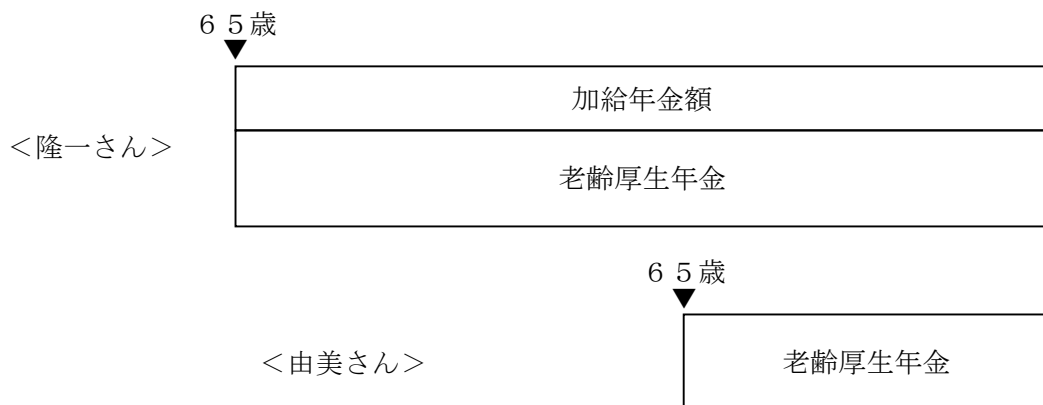 ６５歳
加給年金額
＜隆一さん＞
老齢厚生年金
６５歳
＜由美さん＞
老齢厚生年金